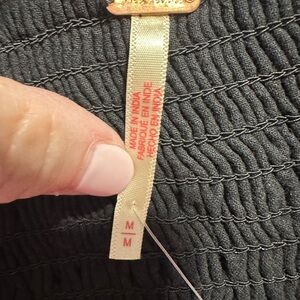 MADE IN INDIA
FABRIQUÉ EN INDE
HECHO EN INDIA
M
M